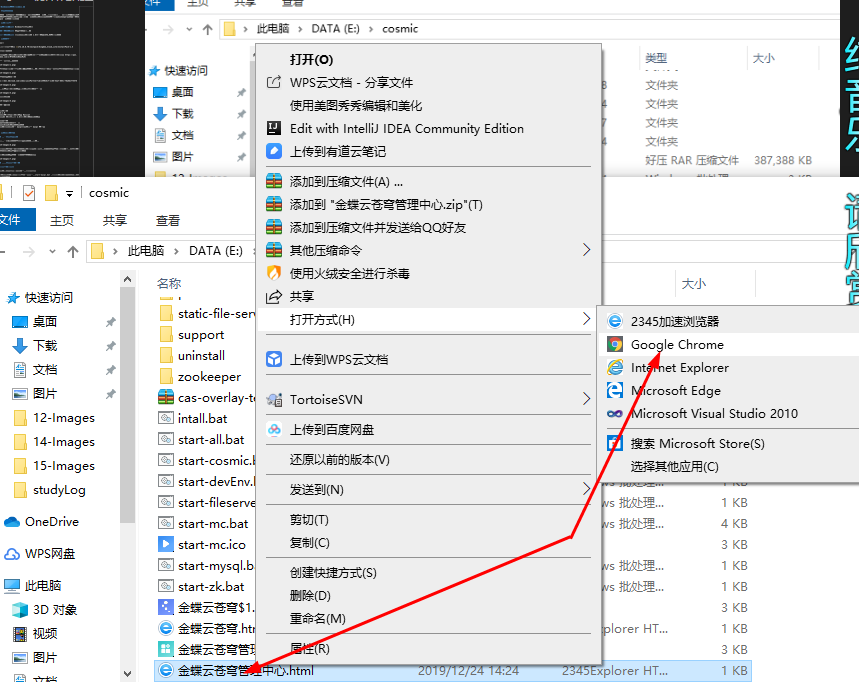 文件
主页
共享
查看
此电脑 > DATA (E:) > cosmic
类型
大小
快速访问
桌面
下载
文档
图片
文件夹
文件夹
文件夹
文件夹
好压 RAR 压缩文件 387,388 KB
cosmic
文件
主页
共享
查看
此电脑 > DATA (E:)
名称
大小
快速访问
桌面
下载
文档
图片
12-Images
14-Images
15-Images
studyLog
OneDrive
WPS网盘
此电脑
3D 对象
视频
图片
文档
static-file-ser
support
uninstall
zookeeper
cas-overlay-t
intall.bat
start-all.bat
start-cosmic.b
start-devEnv.l
start-fileserve
start-mc.bat
start-mc.ico
start-mysql.b
start-zk.bat
金蝶云苍穹$1.
金蝶云苍穹.htr
金蝶云苍穹管理
金蝶云苍穹管理中心.html 2019/12/24 14:24 2345Explorer HT... 1 KB
打开(O)
WPS云文档 - 分享文件
使用美图秀秀编辑和美化
Edit with IntelliJ IDEA Community Edition
上传到有道云笔记
添加到压缩文件(A) ...
添加到 "金蝶云苍穹管理中心.zip"(T)
添加到压缩文件并发送给QQ好友
其他压缩命令
使用火绒安全进行杀毒
共享
打开方式(H)
上传到WPS云文档
TortoiseSVN
上传到百度网盘
还原以前的版本(V)
发送到(N)
剪切(T)
复制(C)
创建快捷方式(S)
删除(D)
重命名(M)
属性(R)
2345加速浏览器
Google Chrome
Internet Explorer
Microsoft Edge
Microsoft Visual Studio 2010
搜索 Microsoft Store(S)
选择其他应用(C)
ws 批处理... 1 KB
ws 批处理... 1 KB
ws 批处理... 4 KB
3 KB
ws 批处理... 1 KB
ws 批处理... 1 KB
3 KB
xplorer HT... 1 KB
3 KB
音乐
请欣赏